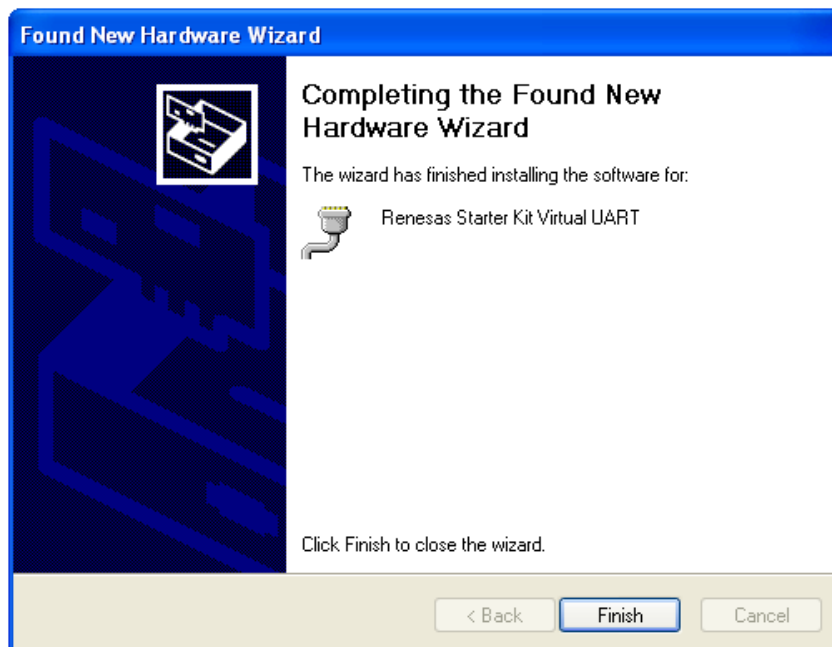 Found New Hardware Wizard
Completing the Found New
Hardware Wizard
The wizard has finished installing the software for:
Renesas Starter Kit Virtual UART
Click Finish to close the wizard.
< Back
Finish
Cancel